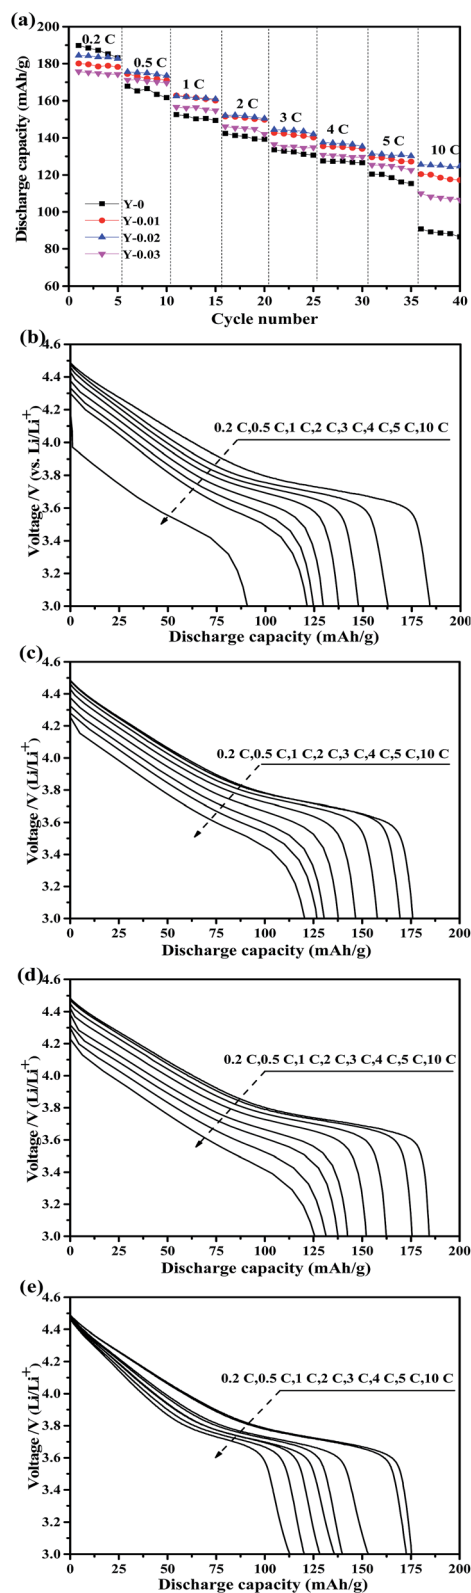 (a)
200
180
160
140
120
100
80
60
Discharge capacity (mAh/g)
0.2 C
0.5 C
1 C
2 C
3 C
4 C
5 C
10 C
Y-0
Y-0.01
Y-0.02
Y-0.03
0 5 10 15 20 25 30 35 40
Cycle number
(b)
4.6
4.4
4.2
4.0
3.8
3.6
3.4
3.2
3.0
Voltage /V (vs. Li/Li+)
0.2 C,0.5 C,1 C,2 C,3 C,4 C,5 C,10 C
0 25 50 75 100 125 150 175 200
Discharge capacity (mAh/g)
(c)
4.6
4.4
4.2
4.0
3.8
3.6
3.4
3.2
3.0
Voltage /V (Li/Li+)
0.2 C,0.5 C,1 C,2 C,3 C,4 C,5 C,10 C
0 25 50 75 100 125 150 175 200
Discharge capacity (mAh/g)
(d)
4.6
4.4
4.2
4.0
3.8
3.6
3.4
3.2
3.0
Voltage /V (Li/Li+)
0.2 C,0.5 C,1 C,2 C,3 C,4 C,5 C,10 C
0 25 50 75 100 125 150 175 200
Discharge capacity (mAh/g)
(e)
4.6
4.4
4.2
4.0
3.8
3.6
3.4
3.2
3.0
Voltage /V (Li/Li+)
0.2 C,0.5 C,1 C,2 C,3 C,4 C,5 C,10 C
0 25 50 75 100 125 150 175 200
Discharge capacity (mAh/g)